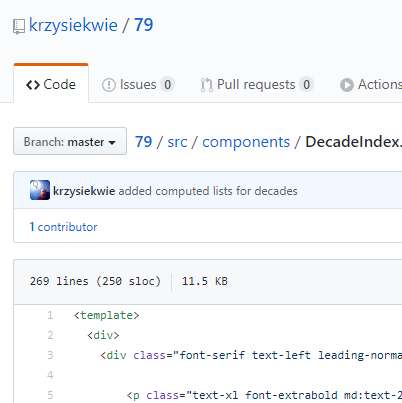 krzysiekwie / 79
Code Issues 0 Pull requests 0 Actions
Branch: master 79 / src / components / DecadeIndex.
krzysiekwie added computed lists for decades
1 contributor
269 lines (250 sloc) 11.5 KB
1 <template>
2 <div>
3 <div class="font-serif text-left leading-norma
4
5 <p class="text-xl font-extrabold md:text-2